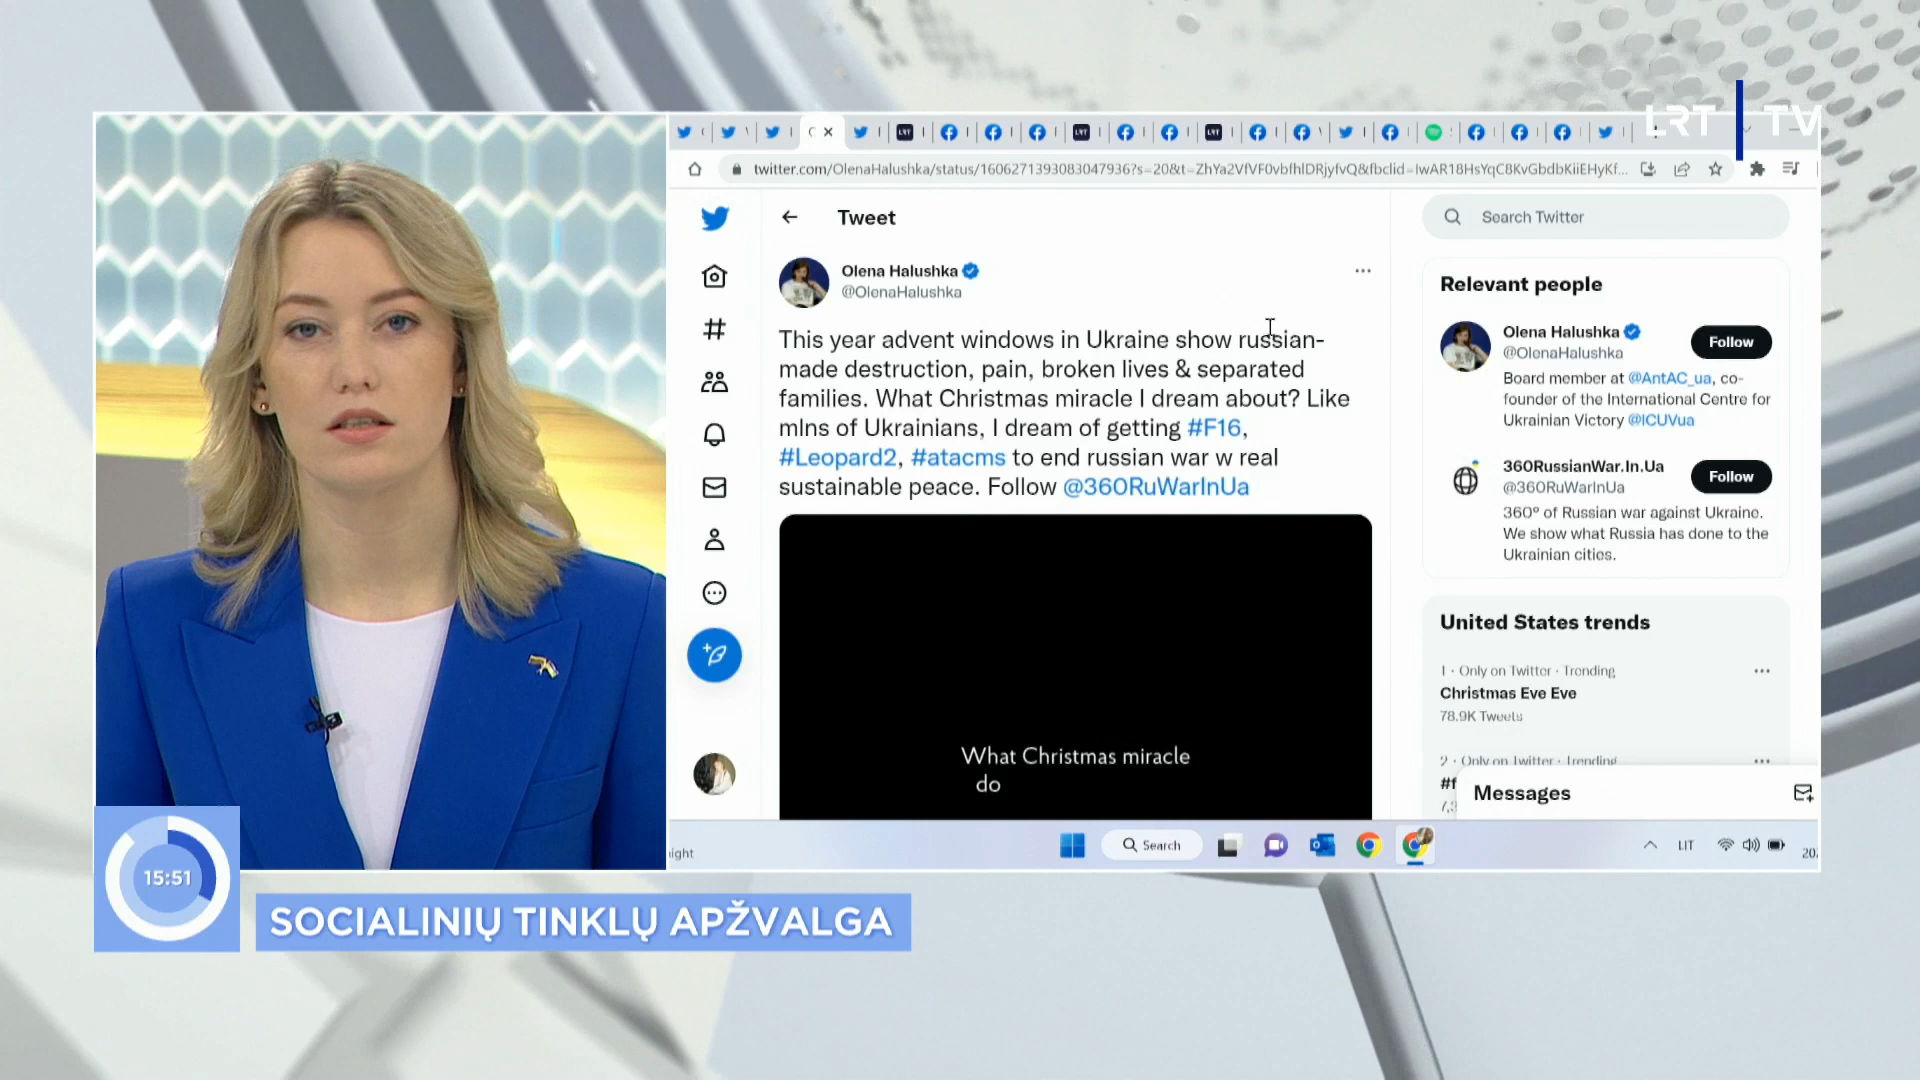 LRT TV
twitter.com/OlenaHalushka/status/1606271393083047936?s=20&t=ZhYa2VfVF0vbfhlDRjyfvQ&fbclid=IwAR18HsYqC8KvGbdbKiiEHyKf...
Tweet
Olena Halushka
@OlenaHalushka
This year advent windows in Ukraine show russian-
made destruction, pain, broken lives & separated
families. What Christmas miracle I dream about? Like
mlns of Ukrainians, I dream of getting #F16,
#Leopard2, #atacms to end russian war w real
sustainable peace. Follow @360RuWarInUa
What Christmas miracle
do
Search Twitter
Relevant people
Olena Halushka
@OlenaHalushka
Follow
Board member at @AntAC_ua, co-
founder of the International Centre for
Ukrainian Victory @ICUVua
360RussianWar.In.Ua
@360RuWarInUa
Follow
360º of Russian war against Ukraine.
We show what Russia has done to the
Ukrainian cities.
United States trends
1 · Only on Twitter · Trending
Christmas Eve Eve
78.9K Tweets
2 · Only on Twitter · Trending
Messages
Search
LIT
15:51
SOCIALINIŲ TINKLŲ APŽVALGA